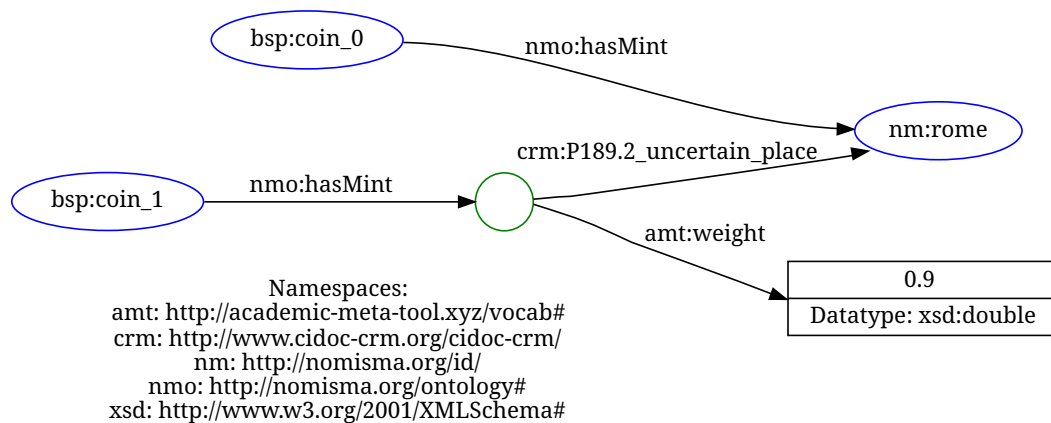 bsp:coin_0
nmo:hasMint
nm:rome
crm:P189.2_uncertain_place
bsp:coin_1
nmo:hasMint
amt:weight
0.9
Datatype: xsd:double
Namespaces:
amt: http://academic-meta-tool.xyz/vocab#
crm: http://www.cidoc-crm.org/cidoc-crm/
nm: http://nomisma.org/id/
nmo: http://nomisma.org/ontology#
xsd: http://www.w3.org/2001/XMLSchema#